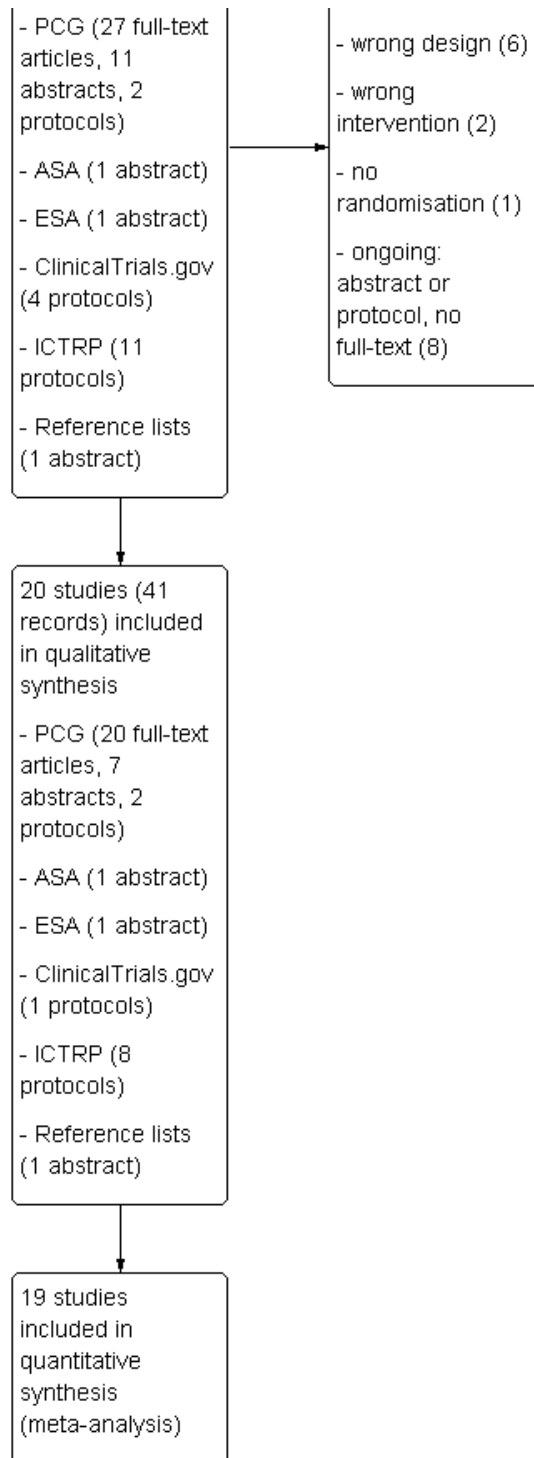 - PCG (27 full-text
articles, 11
abstracts, 2
protocols)
- ASA (1 abstract)
- ESA (1 abstract)
- ClinicalTrials.gov
(4 protocols)
- ICTRP (11
protocols)
- Reference lists
(1 abstract)
- wrong design (6)
- wrong
intervention (2)
- no
randomisation (1)
- ongoing:
abstract or
protocol, no
full-text (8)
20 studies (41
records) included
in qualitative
synthesis
- PCG (20 full-text
articles, 7
abstracts, 2
protocols)
- ASA (1 abstract)
- ESA (1 abstract)
- ClinicalTrials.gov
(1 protocols)
- ICTRP (8
protocols)
- Reference lists
(1 abstract)
19 studies
included in
quantitative
synthesis
(meta-analysis)